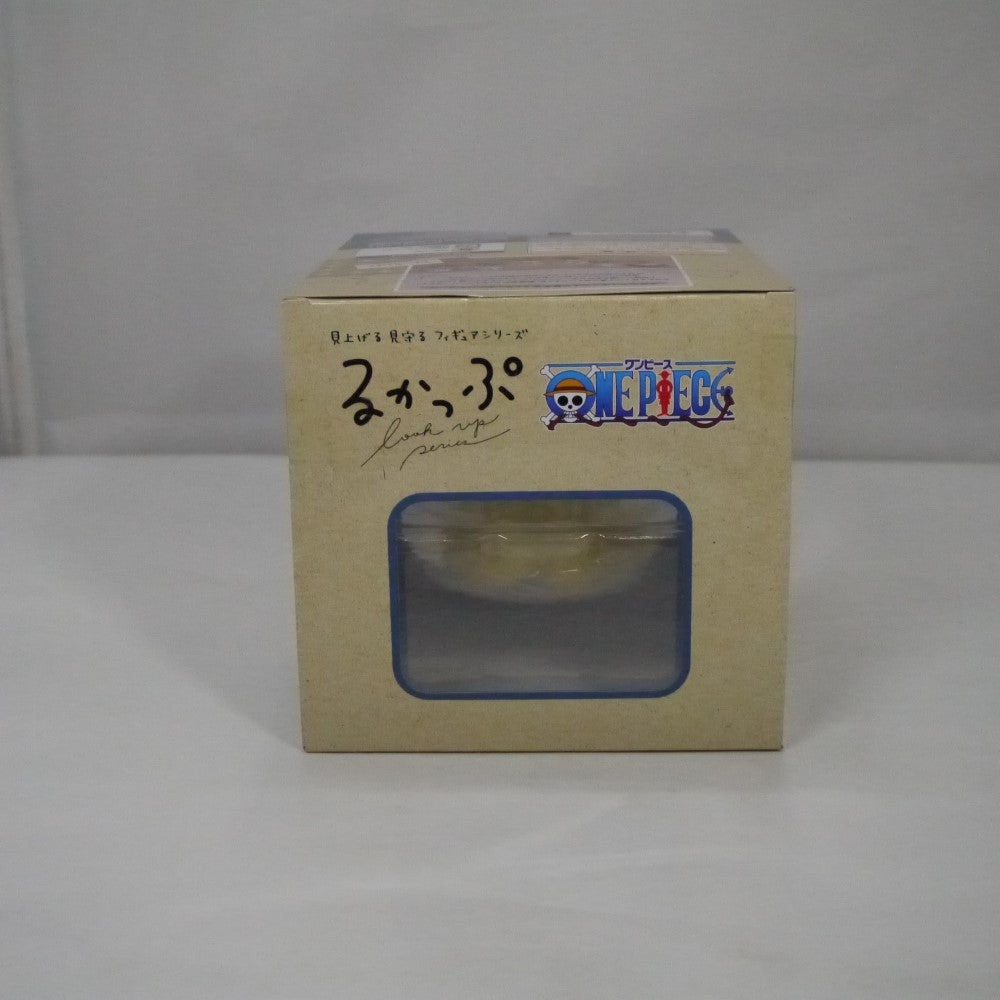 見上げる 見守る フィギュアシリーズ
るかっぷ
look up
series
ワンピース
ONE PIECE